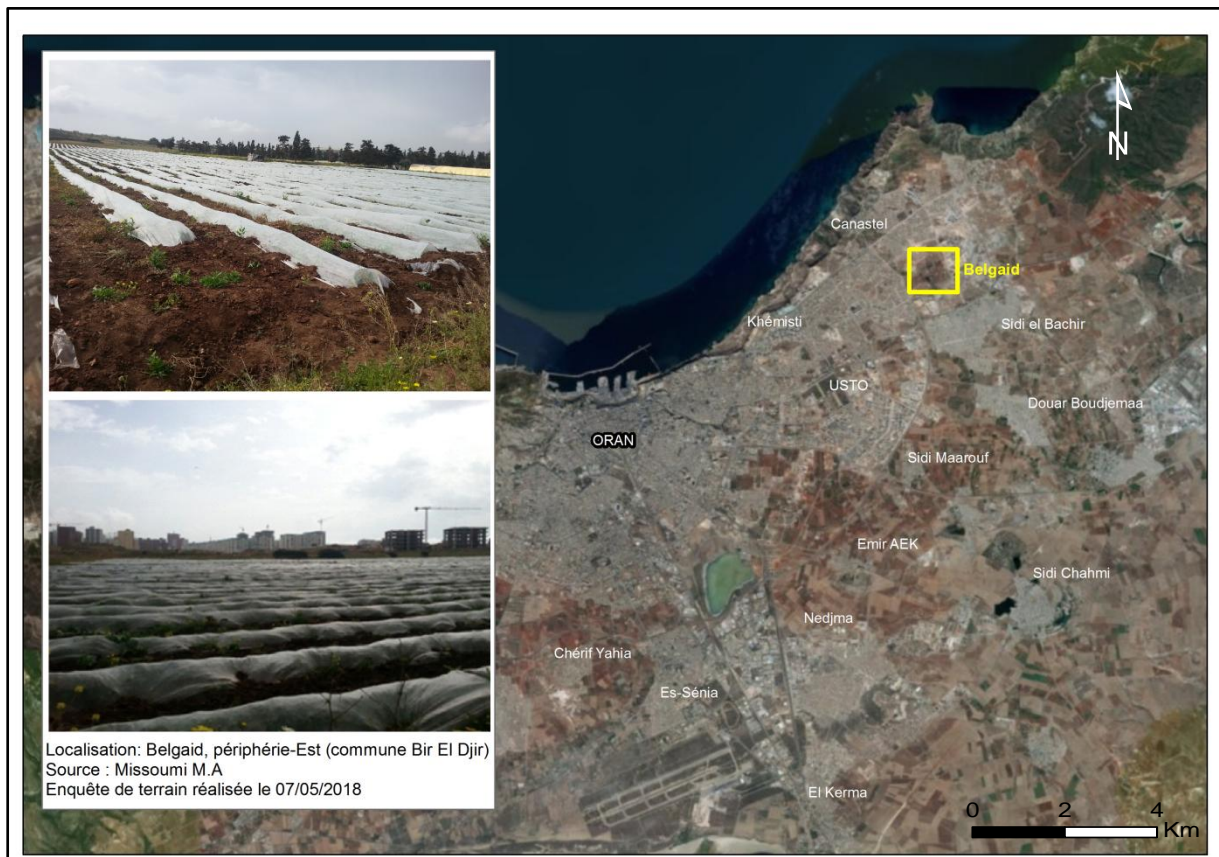 N
Canastel
Belgaid
Khémisti
Sidi el Bachir
USTO
Douar Boudjemaa
ORAN
Sidi Maarouf
Emir AEK
Sidi Chahmi
Nedjma
Chérif Yahia
Es-Sénia
El Kerma
Localisation: Belgaid, périphérie-Est (commune Bir El Djir)
Source : Missoumi M.A
Enquête de terrain réalisée le 07/05/2018
0 2 4
Km